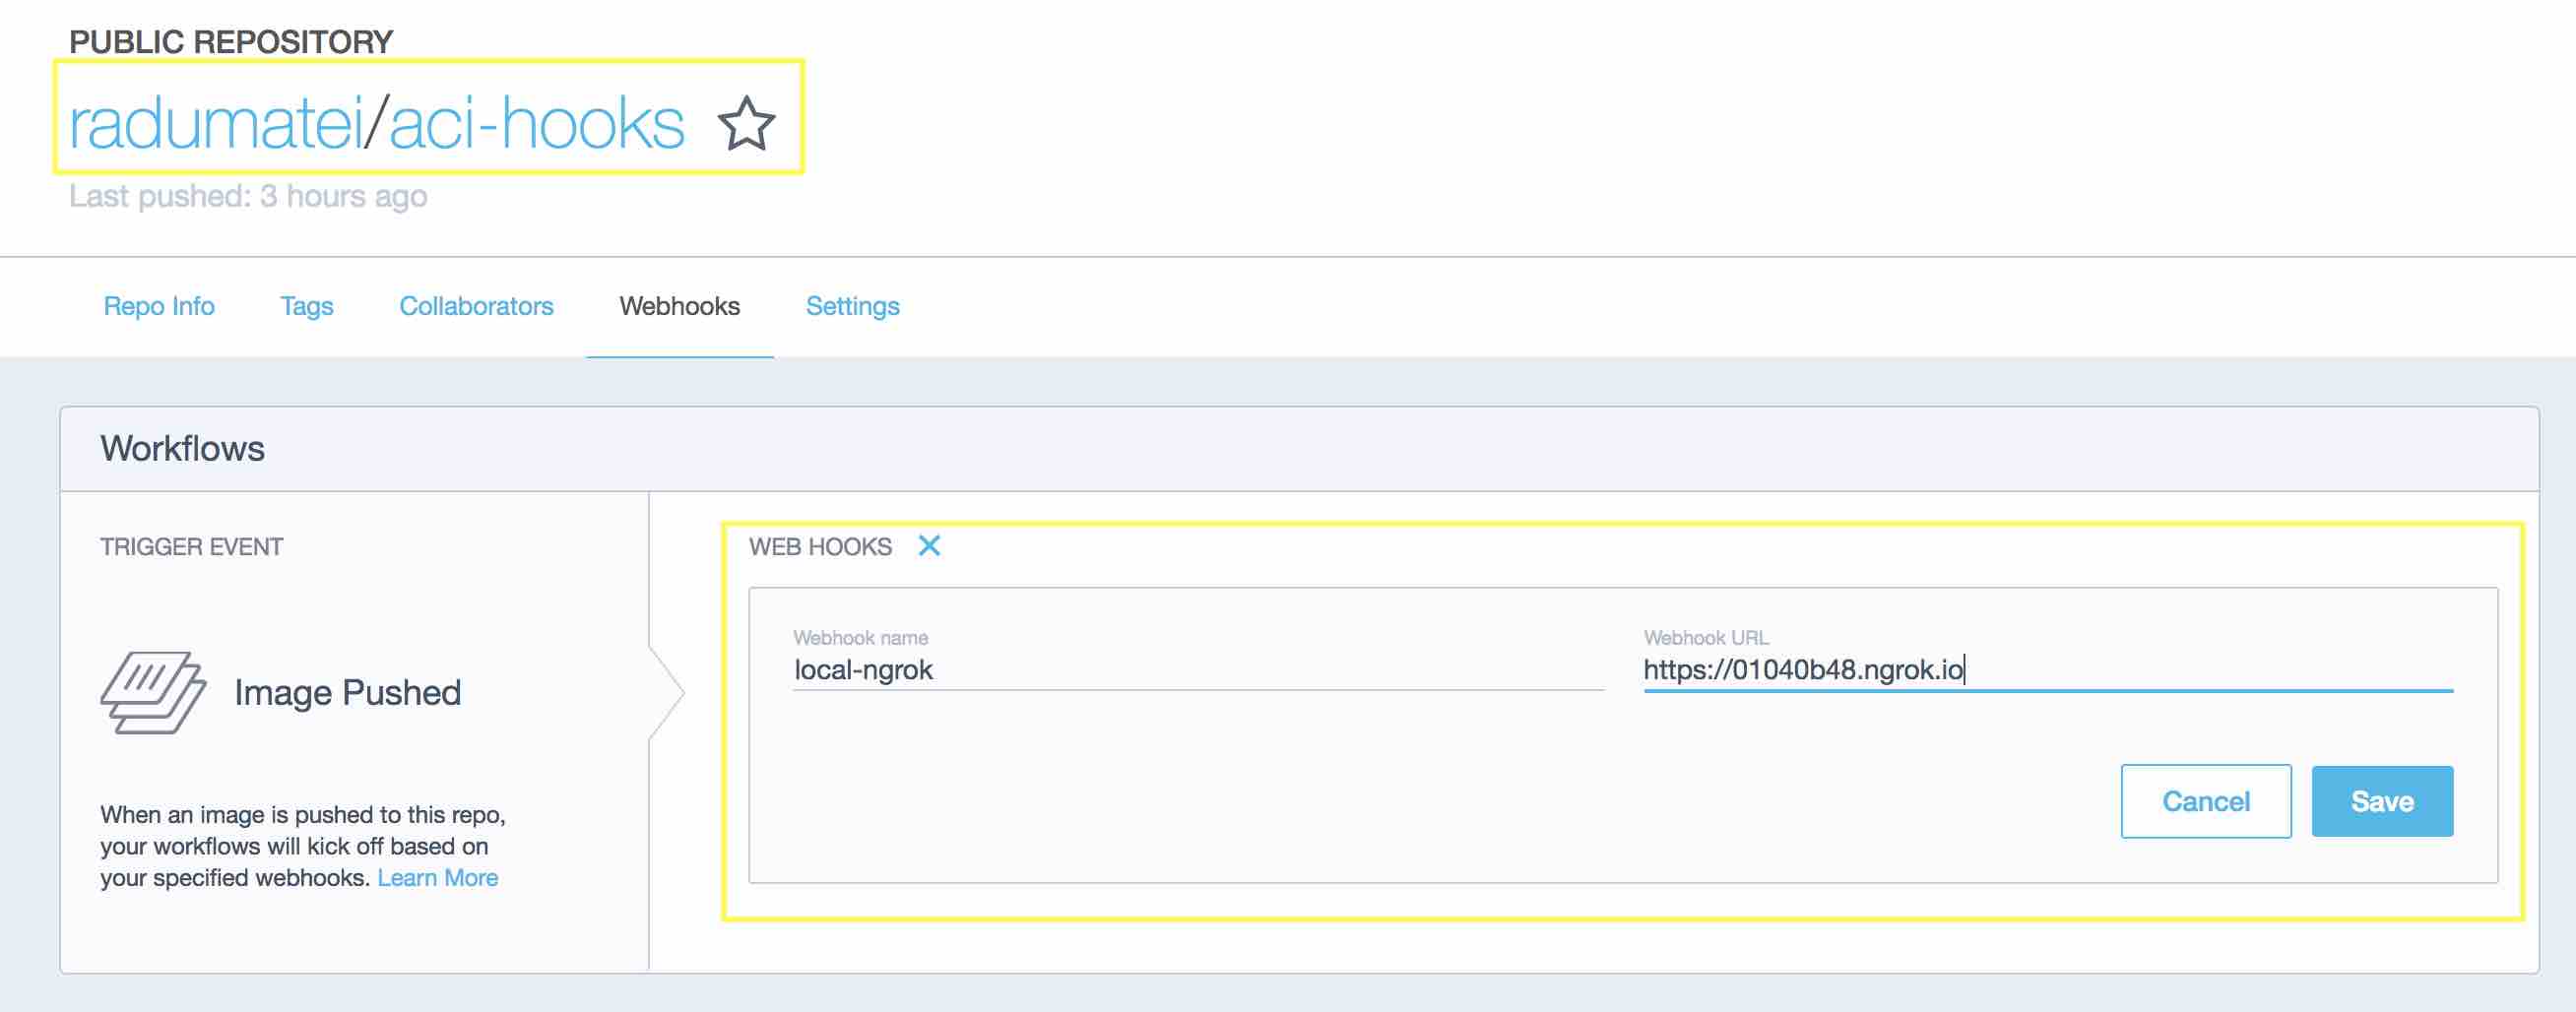 PUBLIC REPOSITORY
radumatei/aci-hooks
Last pushed: 3 hours ago
Repo Info Tags Collaborators Webhooks Settings
Workflows
TRIGGER EVENT
Image Pushed
When an image is pushed to this repo,
your workflows will kick off based on
your specified webhooks. Learn More
WEB HOOKS
Webhook name
local-ngrok
Webhook URL
https://01040b48.ngrok.io
Cancel
Save